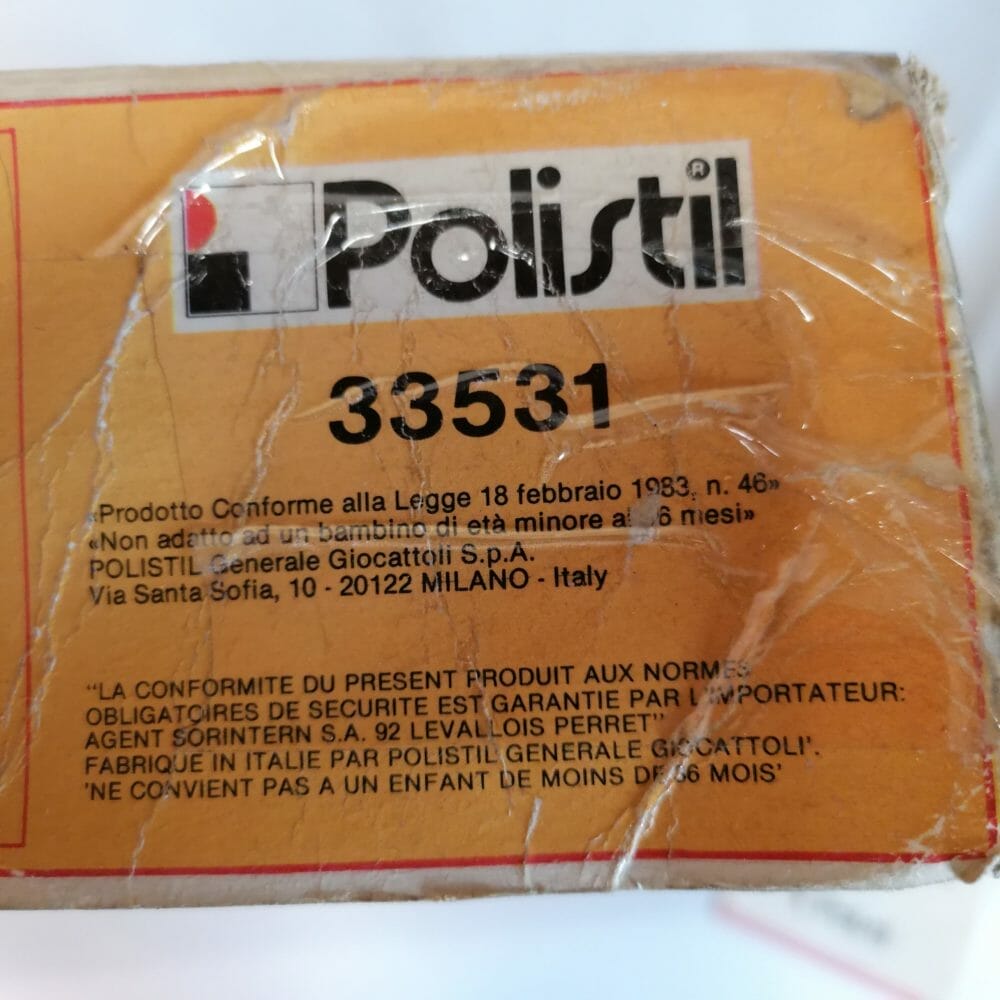 Polistil®
33531
«Prodotto Conforme alla Legge 18 febbraio 1983, n. 46»
«Non adatto ad un bambino di età minore mesi»
POLISTIL Generale Giocattoli S.p.A.
Via Santa Sofia, 10 - 20122 MILANO - Italy
“LA CONFORMITE DU PRESENT PRODUIT AUX NORMES
OBLIGATOIRES DE SECURITE EST GARANTIE PAR L'IMPORTATEUR:
AGENT SORINTERN S.A. 92 LEVALLOIS PERRET”
FABRIQUE IN ITALIE PAR POLISTIL GENERALE GIOCATTOLI'.
'NE CONVIENT PAS A UN ENFANT DE MOINS DE 36 MOIS'